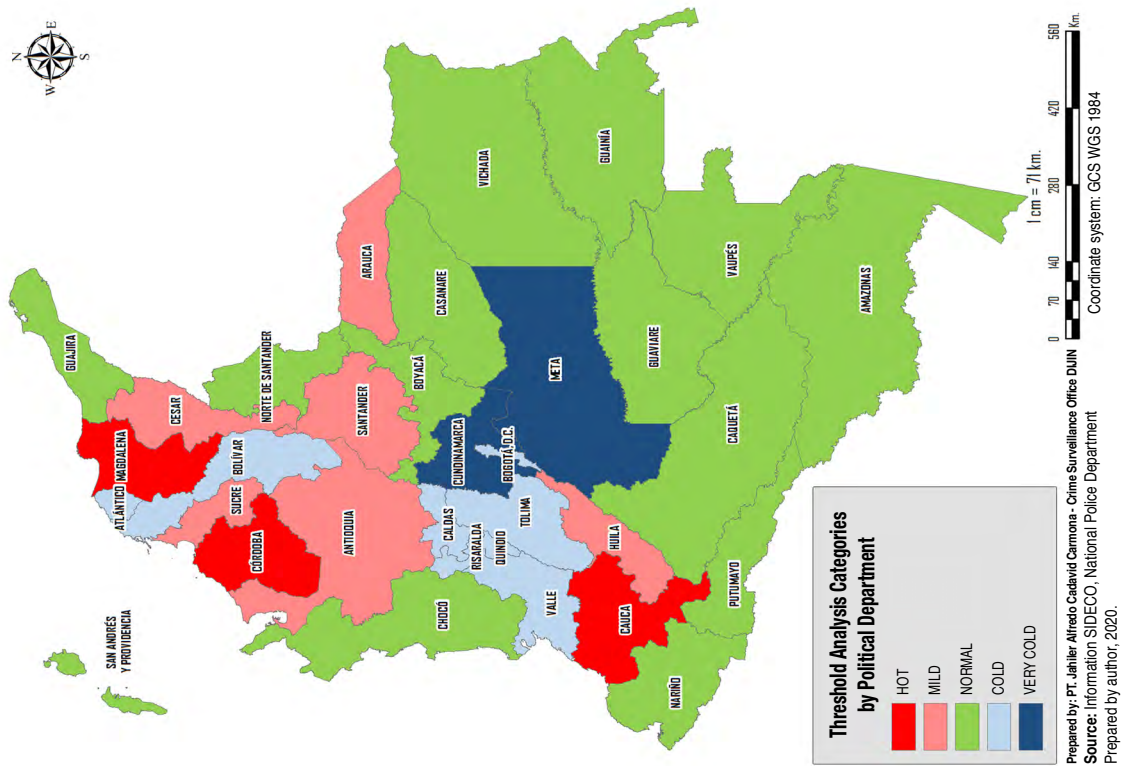 N
E
S
W
GUAJIRA
SAN ANDRÉS
Y PROVIDENCIA
ATLÁNTICO
MAGDALENA
CESAR
SUCRE
BOLÍVAR
NORTE DE SANTANDER
CÓRDOBA
ANTIOQUIA
SANTANDER
ARAUCA
CHOCÓ
CALDAS
RISARALDA
QUINDIO
BOYACÁ
CASANARE
VICHADA
CUNDINAMARCA
BOGOTÁ, D.C.
TOLIMA
VALLE
META
GUAINÍA
HUILA
CAUCA
GUAVIARE
VAUPÉS
NARIÑO
PUTUMAYO
CAQUETÁ
AMAZONAS
Threshold Analysis Categories
by Political Department
HOT
MILD
NORMAL
COLD
VERY COLD
1 cm = 71 km.
0 70 140 280 420 560
Km.
Coordinate system: GCS WGS 1984
Prepared by: PT. Jahiler Alfredo Cadavid Carmona - Crime Surveillance Office DIJIN
Source: Information SIDECO, National Police Department
Prepared by author, 2020.